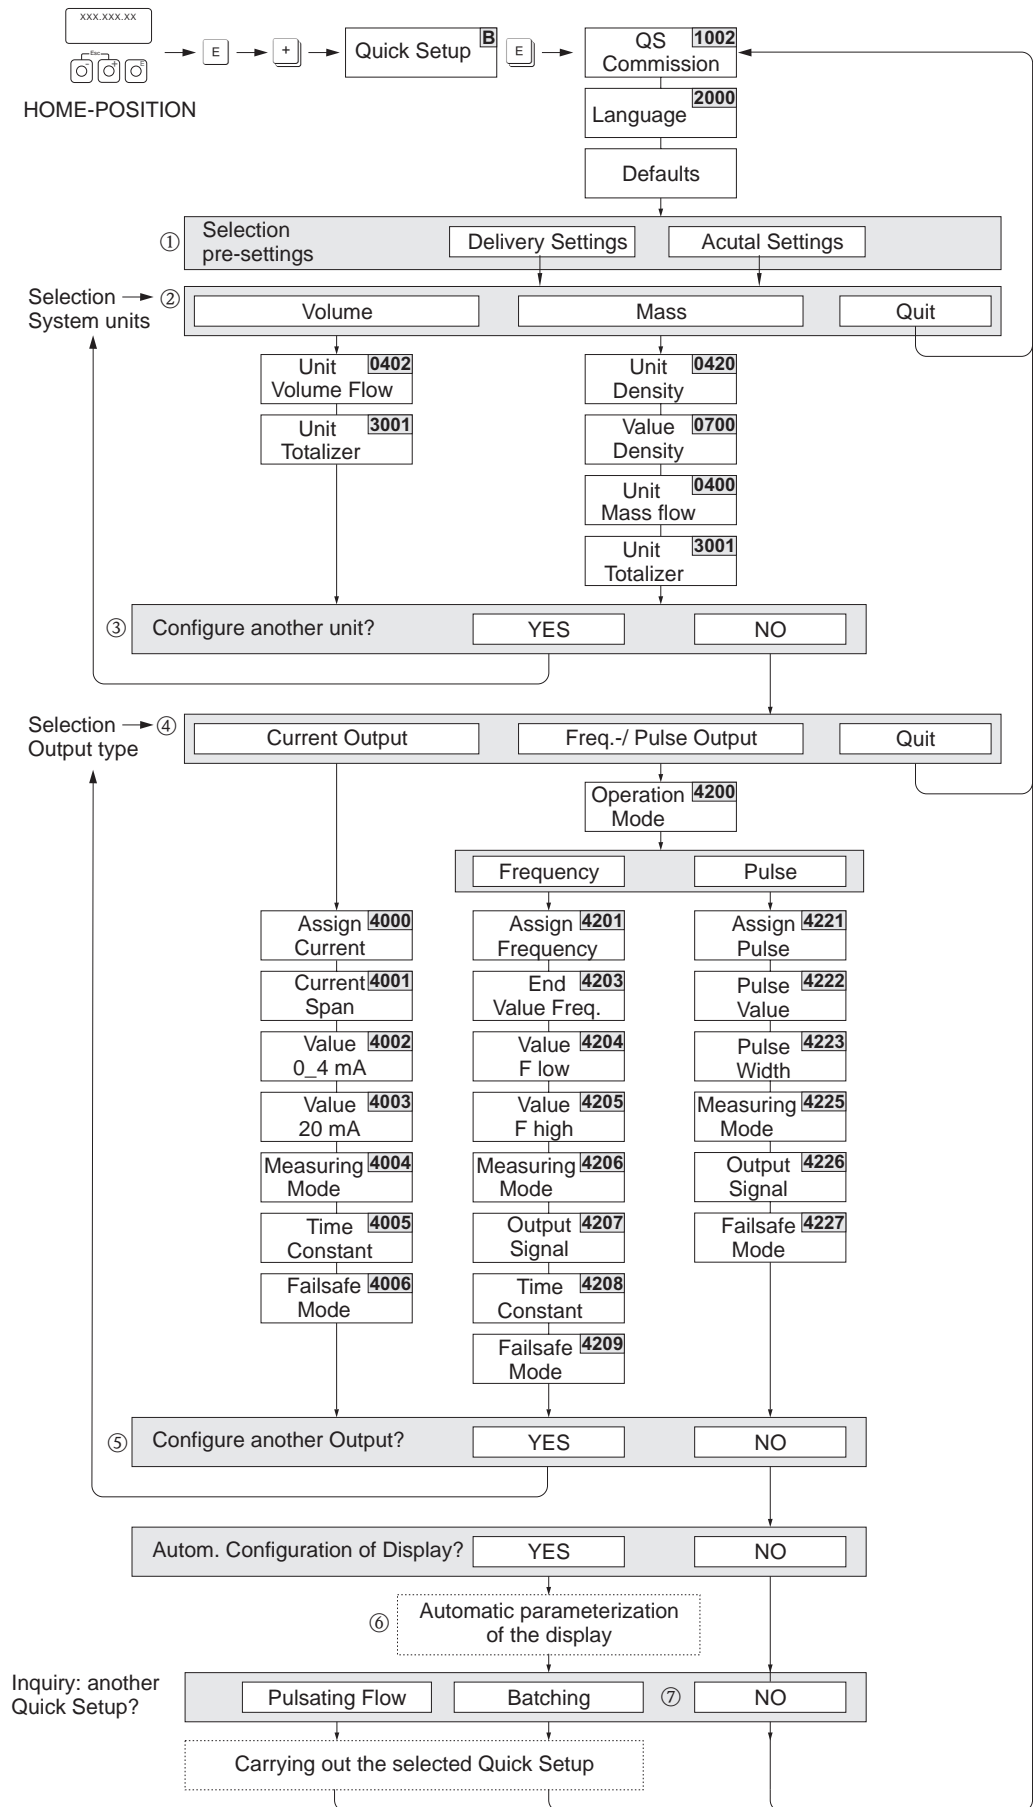 XXX.XXX.XX
Esc
- + E
E
+
Quick Setup B
E
QS 1002
Commission
HOME-POSITION
Language 2000
Defaults
① Selection
pre-settings
Delivery Settings
Acutal Settings
Selection
System units
② Volume
Mass
Quit
Unit 0402
Volume Flow
Unit 0420
Density
Unit 3001
Totalizer
Value 0700
Density
Unit 0400
Mass flow
Unit 3001
Totalizer
③ Configure another unit?
YES
NO
Selection
Output type
④ Current Output
Freq.-/ Pulse Output
Quit
Operation 4200
Mode
Frequency
Pulse
Assign 4000
Current
Assign 4201
Frequency
Assign 4221
Pulse
Current 4001
Span
End 4203
Value Freq.
Pulse 4222
Value
Value 4002
0_4 mA
Value 4204
F low
Pulse 4223
Width
Value 4003
20 mA
Value 4205
F high
Measuring 4225
Mode
Measuring 4004
Mode
Measuring 4206
Mode
Output 4226
Signal
Time 4005
Constant
Output 4207
Signal
Failsafe 4227
Mode
Failsafe 4006
Mode
Time 4208
Constant
Failsafe 4209
Mode
⑤ Configure another Output?
YES
NO
Autom. Configuration of Display?
YES
NO
⑥ Automatic parameterization
of the display
Inquiry: another
Quick Setup?
Pulsating Flow
Batching
⑦ NO
Carrying out the selected Quick Setup